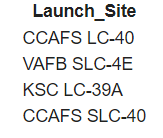 Launch_Site
CCAFS LC-40
VAFB SLC-4E
KSC LC-39A
CCAFS SLC-40